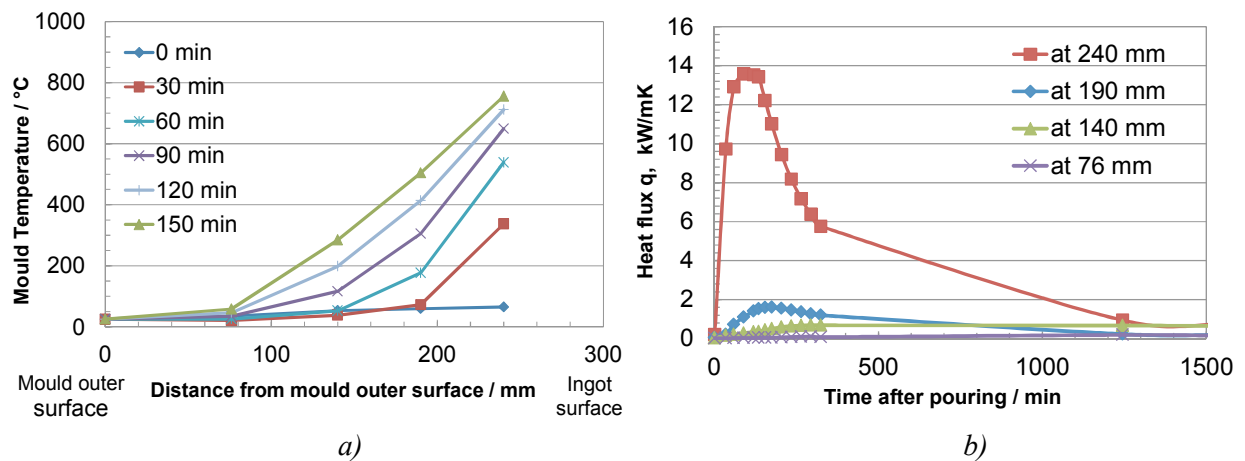 1000
800
600
400
200
0
Mould Temperature / °C
0 min
30 min
60 min
90 min
120 min
150 min
0 100 200 300
Mould outer
surface
Distance from mould outer surface / mm
Ingot
surface
a)
16
14
12
10
8
6
4
2
0
Heat flux q, kW/mK
at 240 mm
at 190 mm
at 140 mm
at 76 mm
0 500 1000 1500
Time after pouring / min
b)